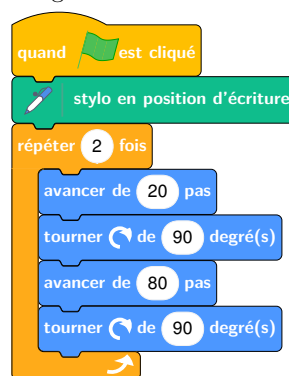 quand est cliqué
stylo en position d'écriture
répéter 2 fois
avancer de 20 pas
tourner de 90 degré(s)
avancer de 80 pas
tourner de 90 degré(s)